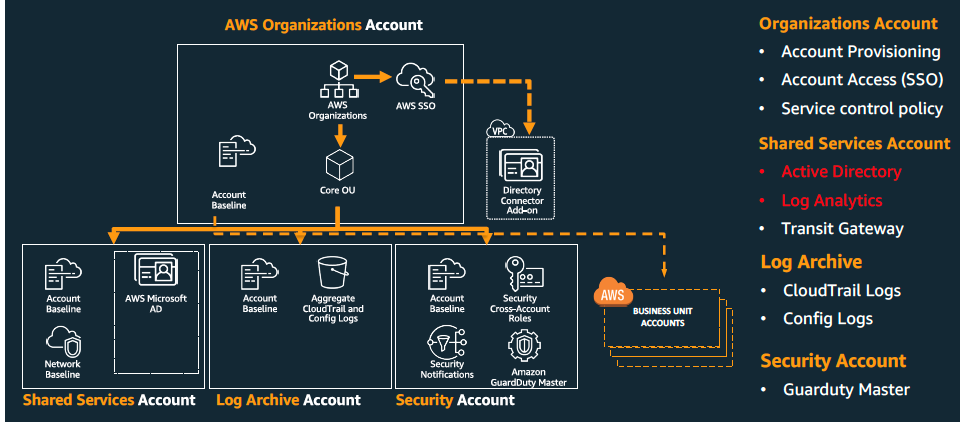 AWS Organizations Account
AWS
Organizations
AWS SSO
VPC
Directory
Connector
Add-on
Core OU
Account
Baseline
Account
Baseline
AWS Microsoft
AD
Network
Baseline
Shared Services Account
Account
Baseline
Aggregate
CloudTrail and
Config Logs
Log Archive Account
Account
Baseline
Security
Cross-Account
Roles
Security
Notifications
Amazon
GuardDuty Master
Security Account
AWS
BUSINESS UNIT
ACCOUNTS
Organizations Account
• Account Provisioning
• Account Access (SSO)
• Service control policy
Shared Services Account
• Active Directory
• Log Analytics
• Transit Gateway
Log Archive
• CloudTrail Logs
• Config Logs
Security Account
• Guarduty Master